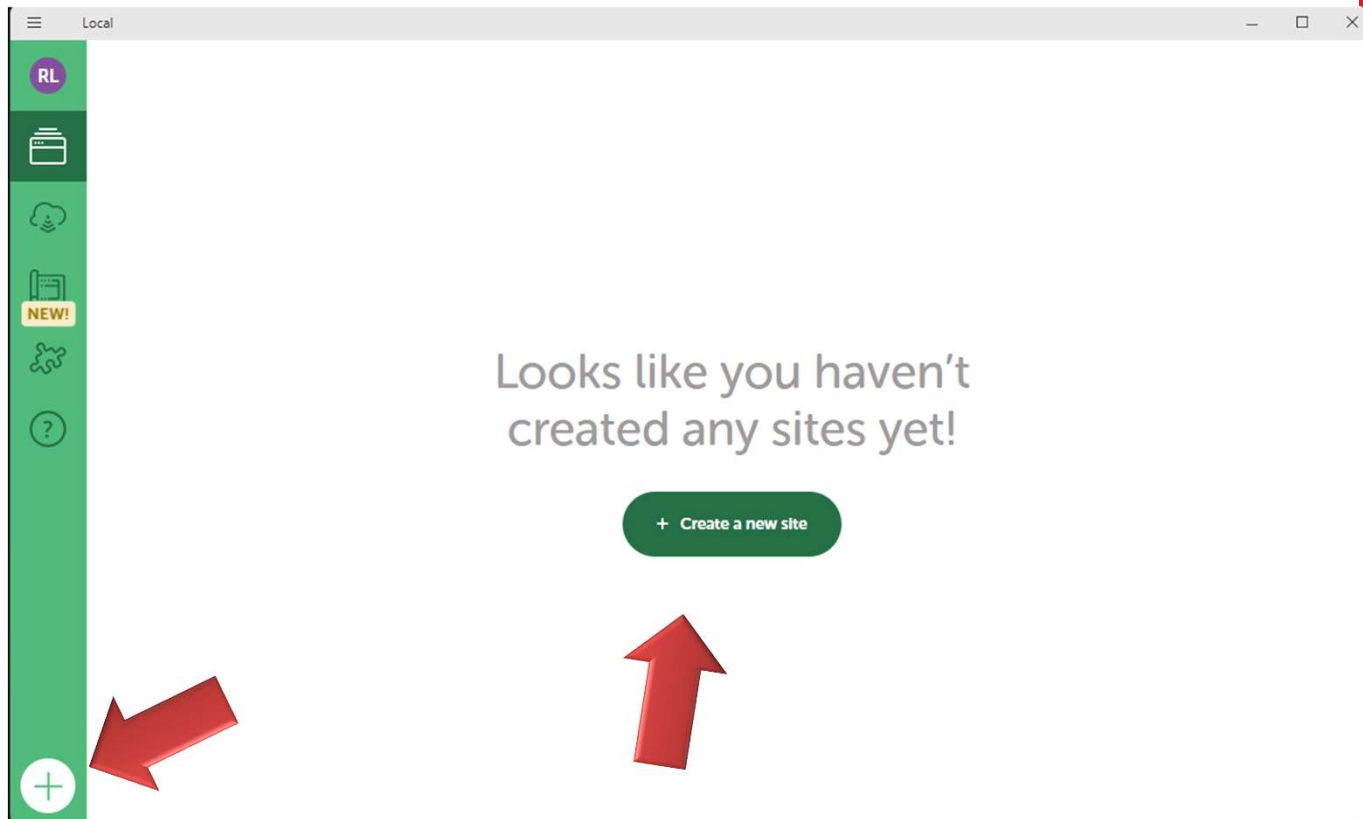 Local
RL
NEW!
?
Looks like you haven’t
created any sites yet!
+ Create a new site